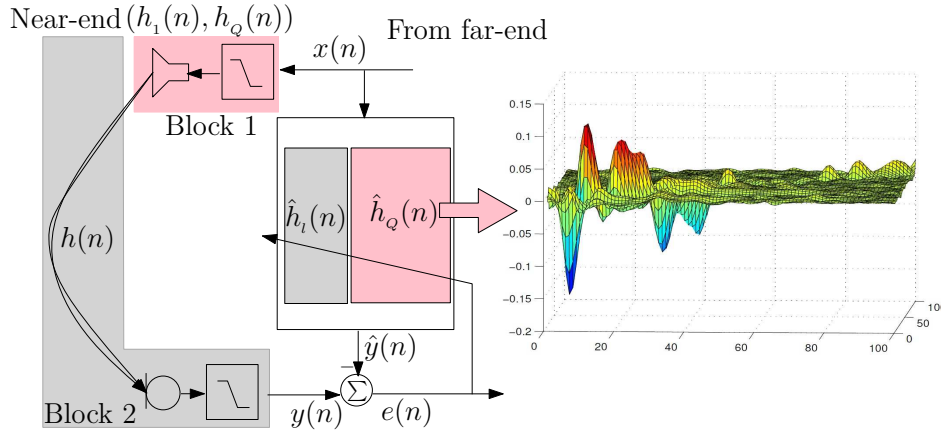 Near-end (h₁(n), h_Q(n))
From far-end
x(n)
Block 1
ĥ_l(n)
ĥ_Q(n)
h(n)
ŷ(n)
−
Σ
y(n)
e(n)
Block 2
0.15
0.1
0.05
0
−0.05
−0.1
−0.15
−0.2
0
20
40
60
80
100
0
50
100